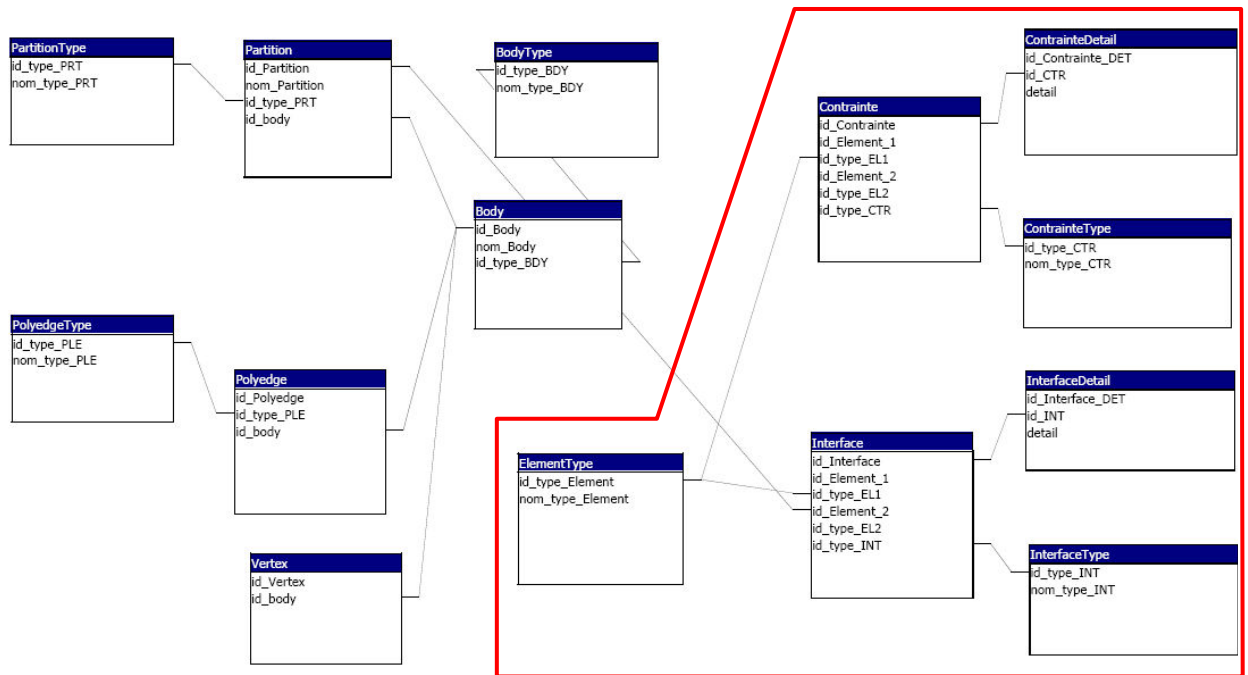 PartitionType
id_type_PRT
nom_type_PRT
Partition
id_Partition
nom_Partition
id_type_PRT
id_body
BodyType
id_type_BDY
nom_type_BDY
ContrainteDetail
id_Contrainte_DET
id_CTR
detail
Contrainte
id_Contrainte
id_Element_1
id_type_EL1
id_Element_2
id_type_EL2
id_type_CTR
Body
id_Body
nom_Body
id_type_BDY
ContrainteType
id_type_CTR
nom_type_CTR
PolyedgeType
id_type_PLE
nom_type_PLE
Polyedge
id_Polyedge
id_type_PLE
id_body
InterfaceDetail
id_Interface_DET
id_INT
detail
Interface
id_Interface
id_Element_1
id_type_EL1
id_Element_2
id_type_EL2
id_type_INT
ElementType
id_type_Element
nom_type_Element
Vertex
id_Vertex
id_body
InterfaceType
id_type_INT
nom_type_INT